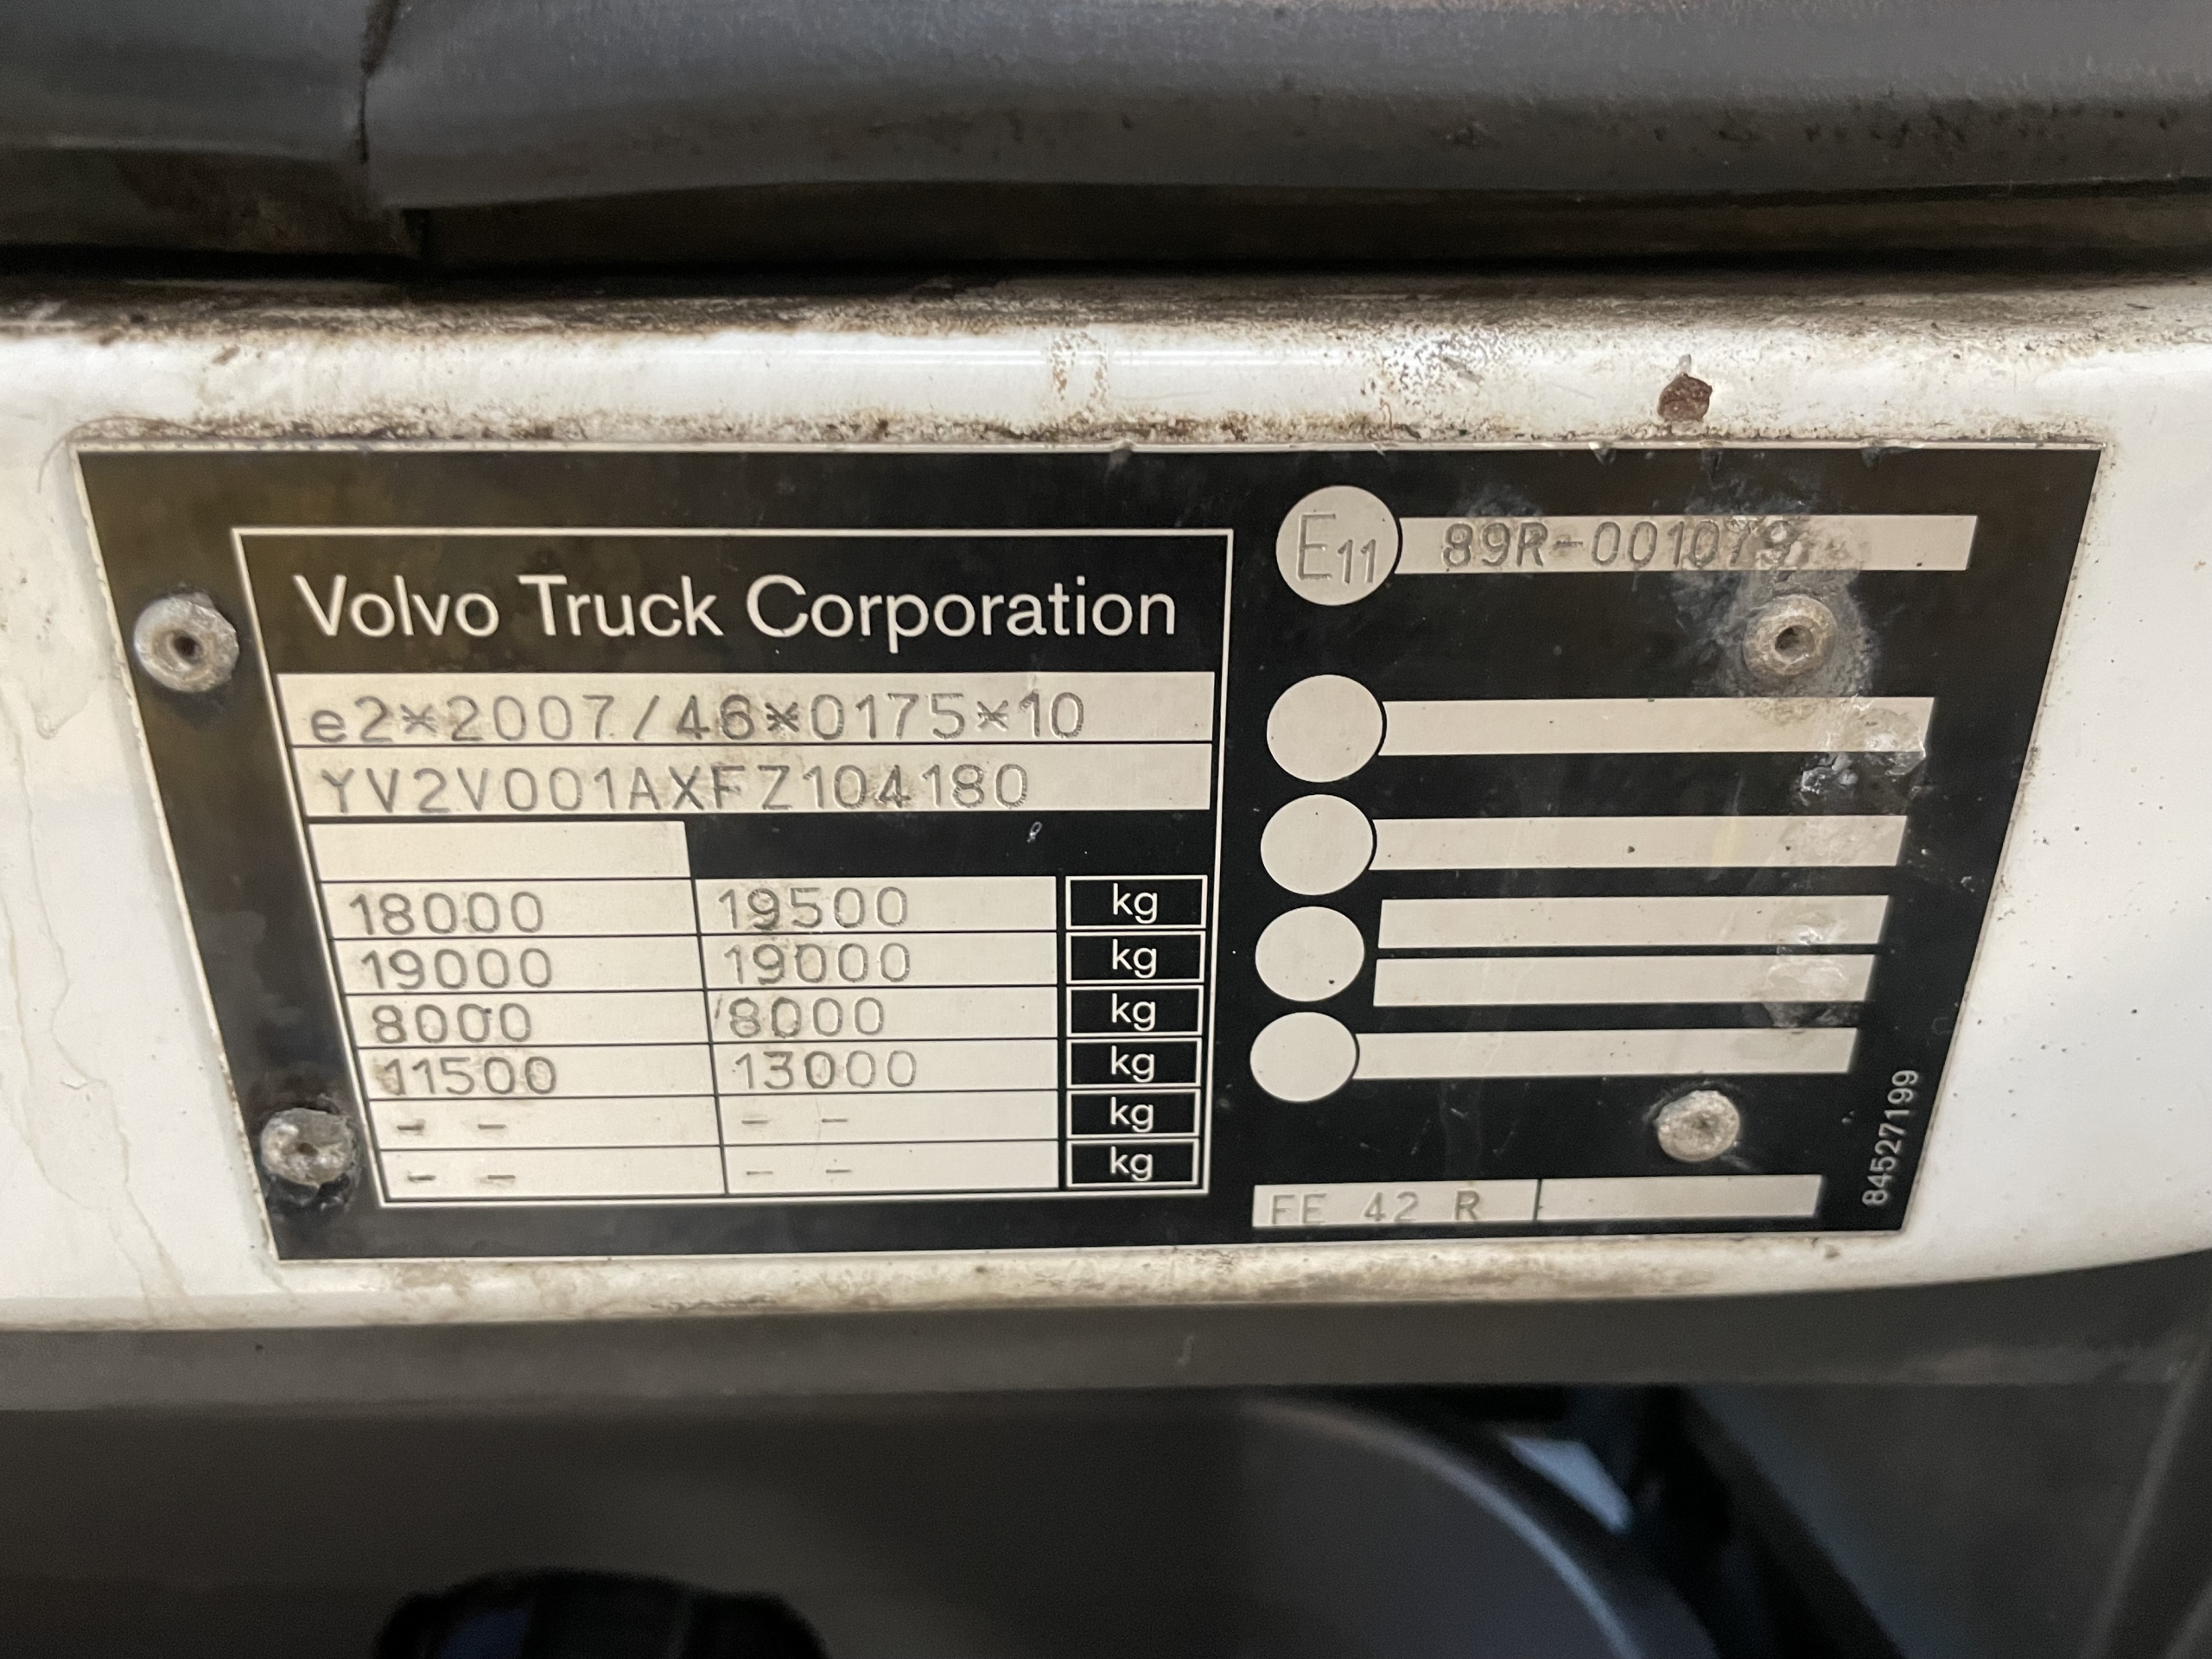 Volvo Truck Corporation
e2*2007/46*0175*10
YV2V001AXFZ104180
18000 19500 kg
19000 19000 kg
8000 8000 kg
11500 13000 kg
- - - - kg
- - - - kg
E11 89R-001079
FE 42 R
84527199